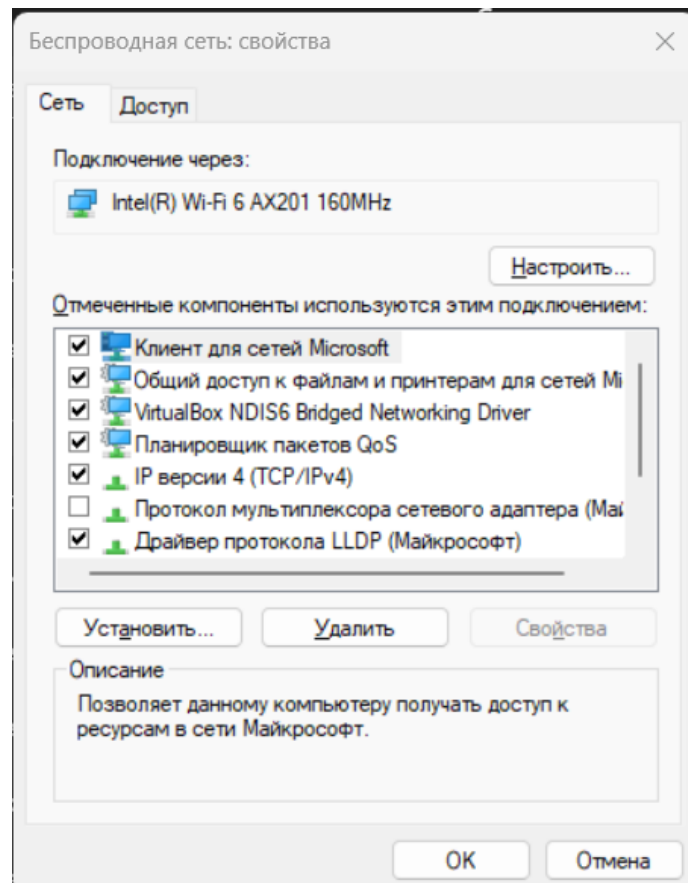 Беспроводная сеть: свойства
Сеть
Доступ
Подключение через:
Intel(R) Wi-Fi 6 AX201 160MHz
Настроить...
Отмеченные компоненты используются этим подключением:
Клиент для сетей Microsoft
Общий доступ к файлам и принтерам для сетей Mi
VirtualBox NDIS6 Bridged Networking Driver
Планировщик пакетов QoS
IP версии 4 (TCP/IPv4)
Протокол мультиплексора сетевого адаптера (Май
Драйвер протокола LLDP (Майкрософт)
Установить...
Удалить
Свойства
Описание
Позволяет данному компьютеру получать доступ к
ресурсам в сети Майкрософт.
OK
Отмена